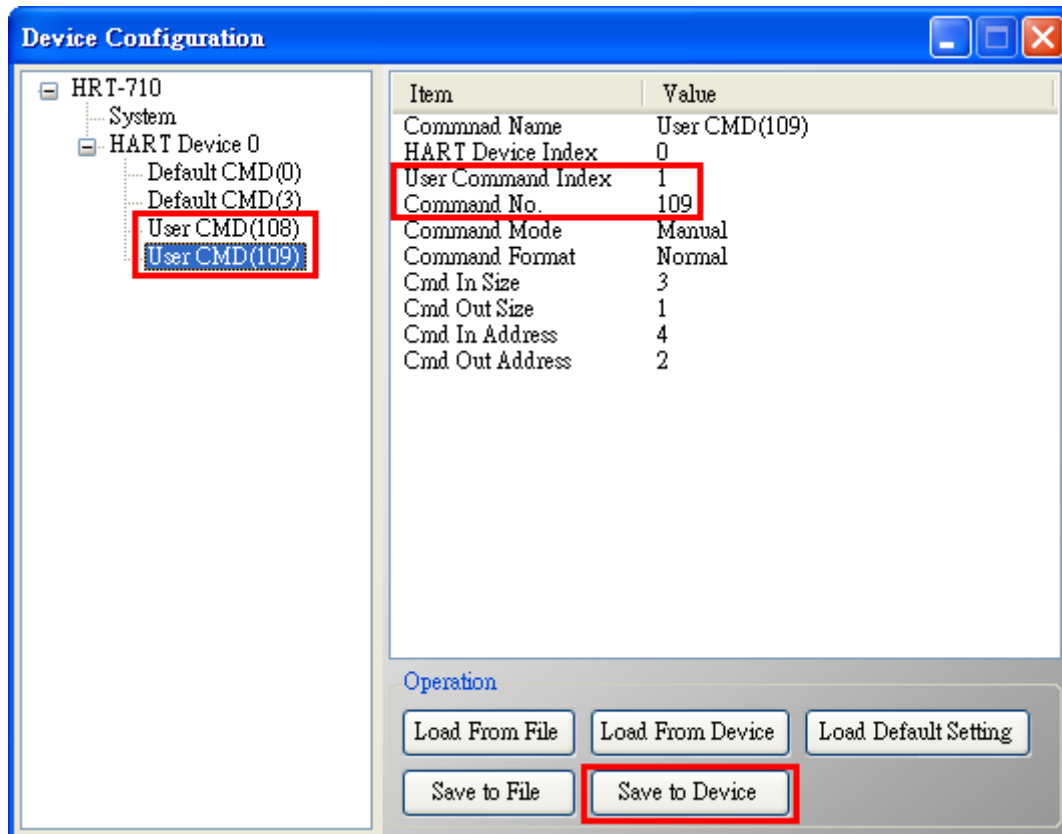 Device Configuration
HRT-710
System
HART Device 0
Default CMD(0)
Default CMD(3)
User CMD(108)
User CMD(109)
Item Value
Commnad Name User CMD(109)
HART Device Index 0
User Command Index 1
Command No. 109
Command Mode Manual
Command Format Normal
Cmd In Size 3
Cmd Out Size 1
Cmd In Address 4
Cmd Out Address 2
Operation
Load From File Load From Device Load Default Setting
Save to File Save to Device